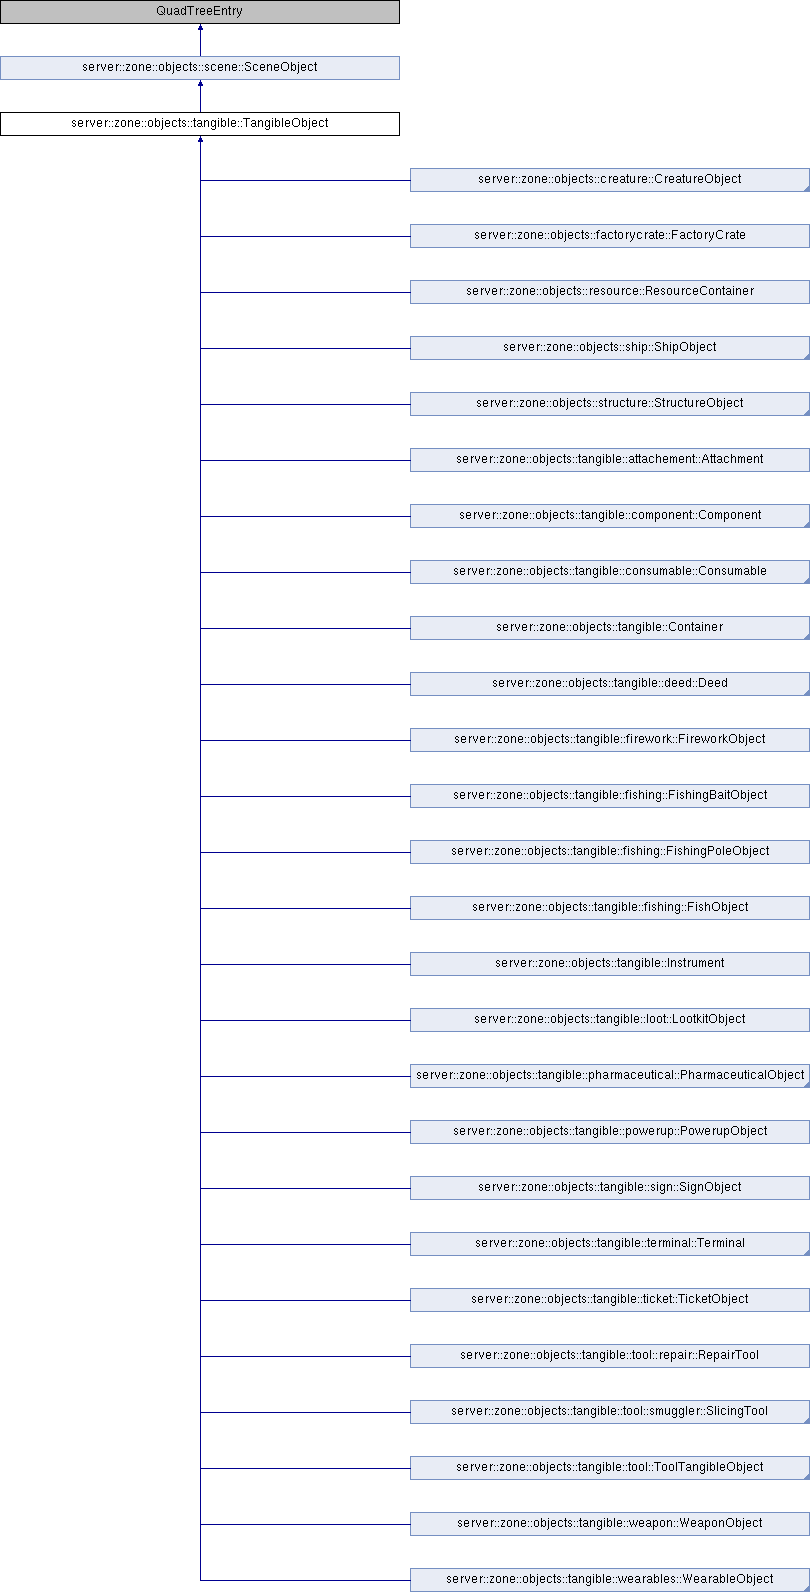 QuadTreeEntry
server::zone::objects::scene::SceneObject
server::zone::objects::tangible::TangibleObject
server::zone::objects::creature::CreatureObject
server::zone::objects::factorycrate::FactoryCrate
server::zone::objects::resource::ResourceContainer
server::zone::objects::ship::ShipObject
server::zone::objects::structure::StructureObject
server::zone::objects::tangible::attachement::Attachment
server::zone::objects::tangible::component::Component
server::zone::objects::tangible::consumable::Consumable
server::zone::objects::tangible::Container
server::zone::objects::tangible::deed::Deed
server::zone::objects::tangible::firework::FireworkObject
server::zone::objects::tangible::fishing::FishingBaitObject
server::zone::objects::tangible::fishing::FishingPoleObject
server::zone::objects::tangible::fishing::FishObject
server::zone::objects::tangible::Instrument
server::zone::objects::tangible::loot::LootkitObject
server::zone::objects::tangible::pharmaceutical::PharmaceuticalObject
server::zone::objects::tangible::powerup::PowerupObject
server::zone::objects::tangible::sign::SignObject
server::zone::objects::tangible::terminal::Terminal
server::zone::objects::tangible::ticket::TicketObject
server::zone::objects::tangible::tool::repair::RepairTool
server::zone::objects::tangible::tool::smuggler::SlicingTool
server::zone::objects::tangible::tool::ToolTangibleObject
server::zone::objects::tangible::weapon::WeaponObject
server::zone::objects::tangible::wearables::WearableObject